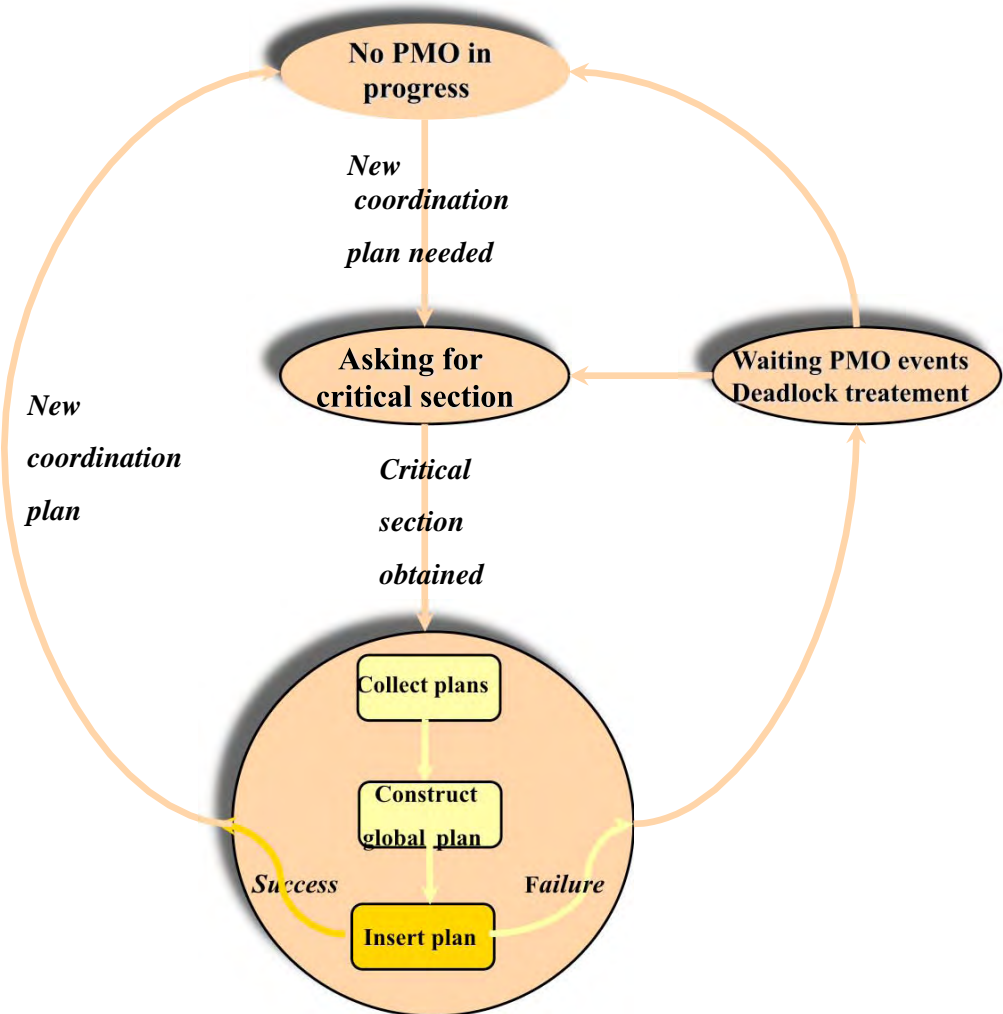 No PMO in
progress
New
coordination
plan needed
Asking for
critical section
Waiting PMO events
Deadlock treatement
New
coordination
plan
Critical
section
obtained
Collect plans
Construct
global plan
Success
Failure
Insert plan